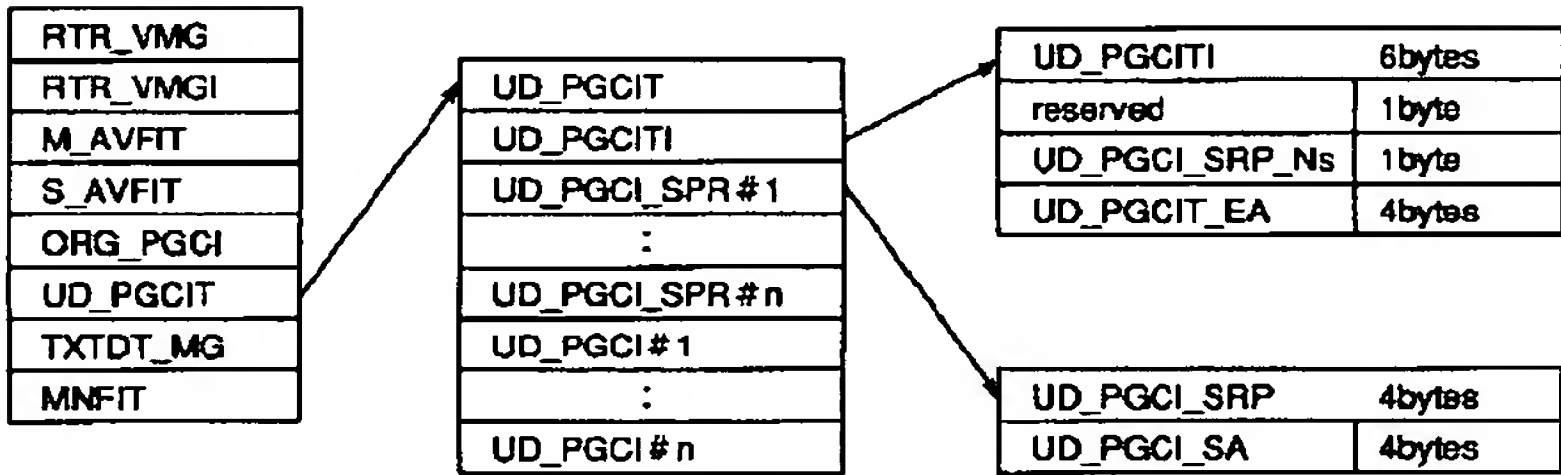 RTR_VMG
RTR_VMGI
M_AVFIT
S_AVFIT
ORG_PGCI
UD_PGCIT
TXTDT_MG
MNFIT
UD_PGCIT
UD_PGCITI
UD_PGCI_SPR#1
:
UD_PGCI_SPR#n
UD_PGCI#1
:
UD_PGCI#n
UD_PGCITI 6bytes
reserved 1byte
UD_PGCI_SRP_Ns 1byte
UD_PGCIT_EA 4bytes
UD_PGCI_SRP 4bytes
UD_PGCI_SA 4bytes